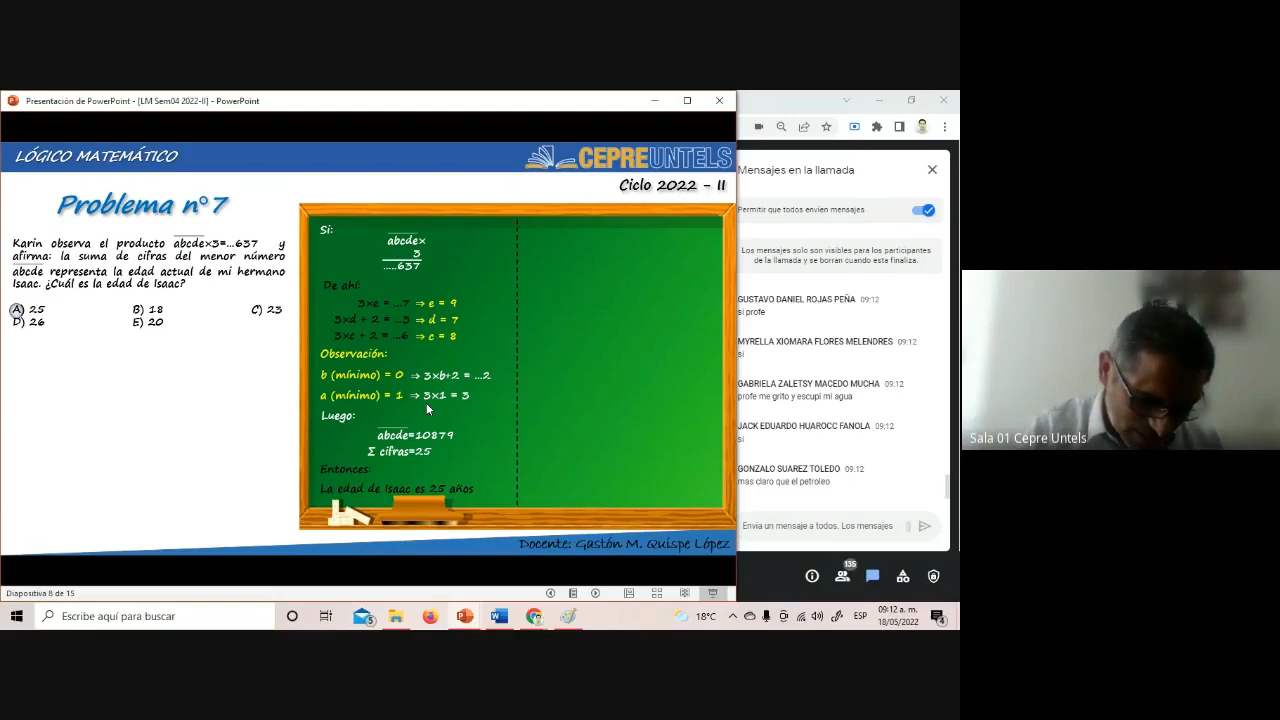 Presentación de PowerPoint - [LM Sem04 2022-II] - PowerPoint
LÓGICO MATEMÁTICO
CEPREUNTELS
Ciclo 2022 - II
Problema n°7
Karin observa el producto abcde×3=...637 y
afirma: la suma de cifras del menor número
abcde representa la edad actual de mi hermano
Isaac. ¿Cuál es la edad de Isaac?
A) 25 B) 18 C) 23
D) 26 E) 20
Si:
abcde×
3
.....637
De ahí:
3×e = ...7 ⇒ e = 9
3×d + 2 = ...3 ⇒ d = 7
3×c + 2 = ...6 ⇒ c = 8
Observación:
b (mínimo) = 0 ⇒ 3×b+2 = ...2
a (mínimo) = 1 ⇒ 3×1 = 3
Luego:
abcde=10879
Σ cifras=25
Entonces:
La edad de Isaac es 25 años
Docente: Gastón M. Quispe López
Diapositiva 8 de 15
Mensajes en la llamada
Permitir que todos envíen mensajes
Los mensajes solo son visibles para los participantes
de la llamada y se borran cuando esta finaliza.
GUSTAVO DANIEL ROJAS PEÑA 09:12
si profe
MYRELLA XIOMARA FLORES MELENDRES 09:12
si
GABRIELA ZALETSY MACEDO MUCHA 09:12
profe me grito y escupi mi agua
JACK EDUARDO HUAROCC FANOLA 09:12
si
GONZALO SUAREZ TOLEDO 09:12
mas claro que el petroleo
Envía un mensaje a todos. Los mensajes
135
Sala 01 Cepre Untels
Escribe aquí para buscar
5
18°C
ESP
09:12 a. m.
18/05/2022
4